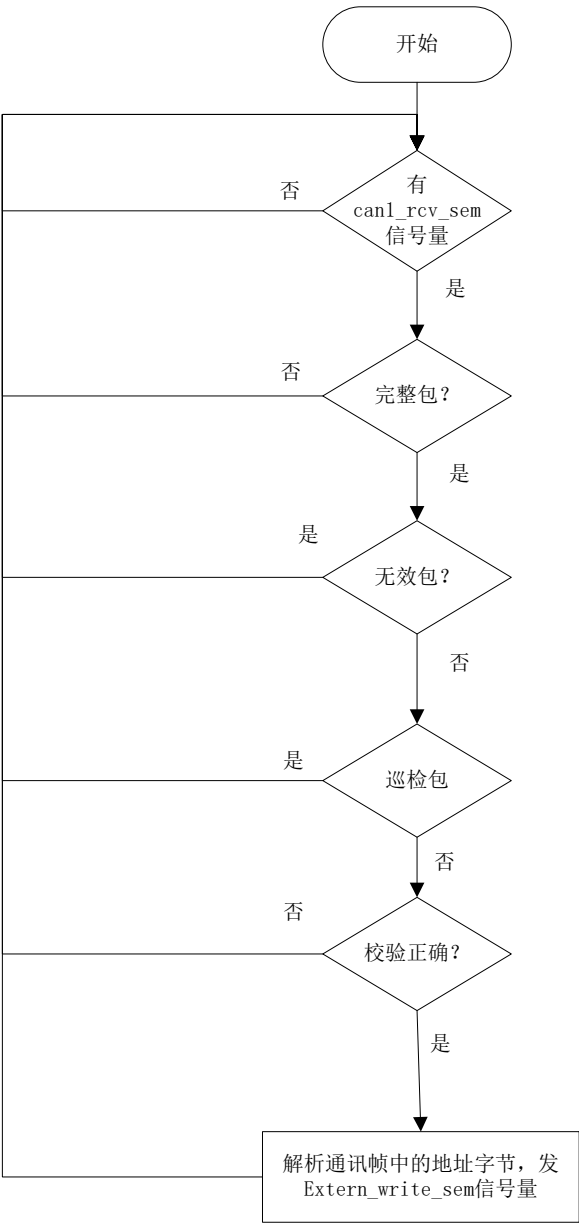 开始
有
can1_rcv_sem
信号量
否
是
完整包？
否
是
无效包？
是
否
巡检包
是
否
校验正确？
否
是
解析通讯帧中的地址字节，发
Extern_write_sem信号量